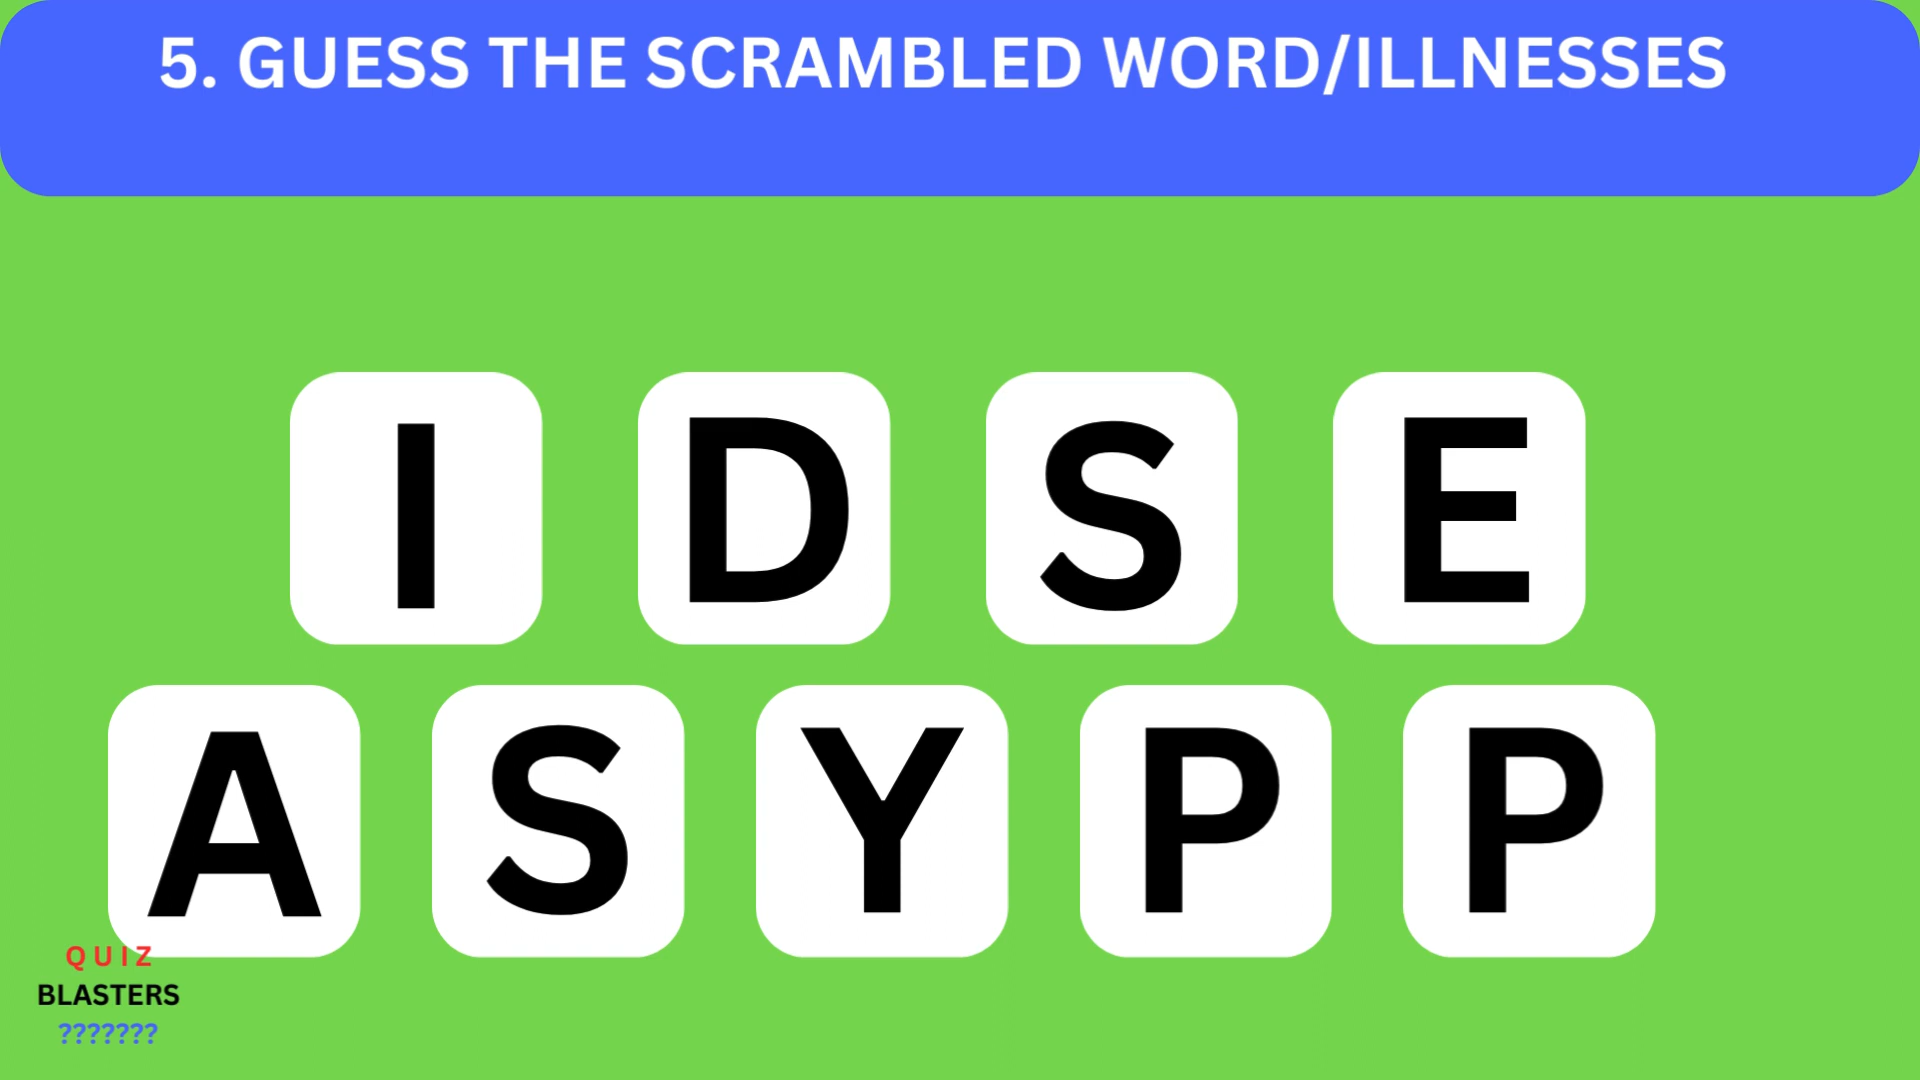 5. GUESS THE SCRAMBLED WORD/ILLNESSES
I D S E
A S Y P P
QUIZ
BLASTERS
???????